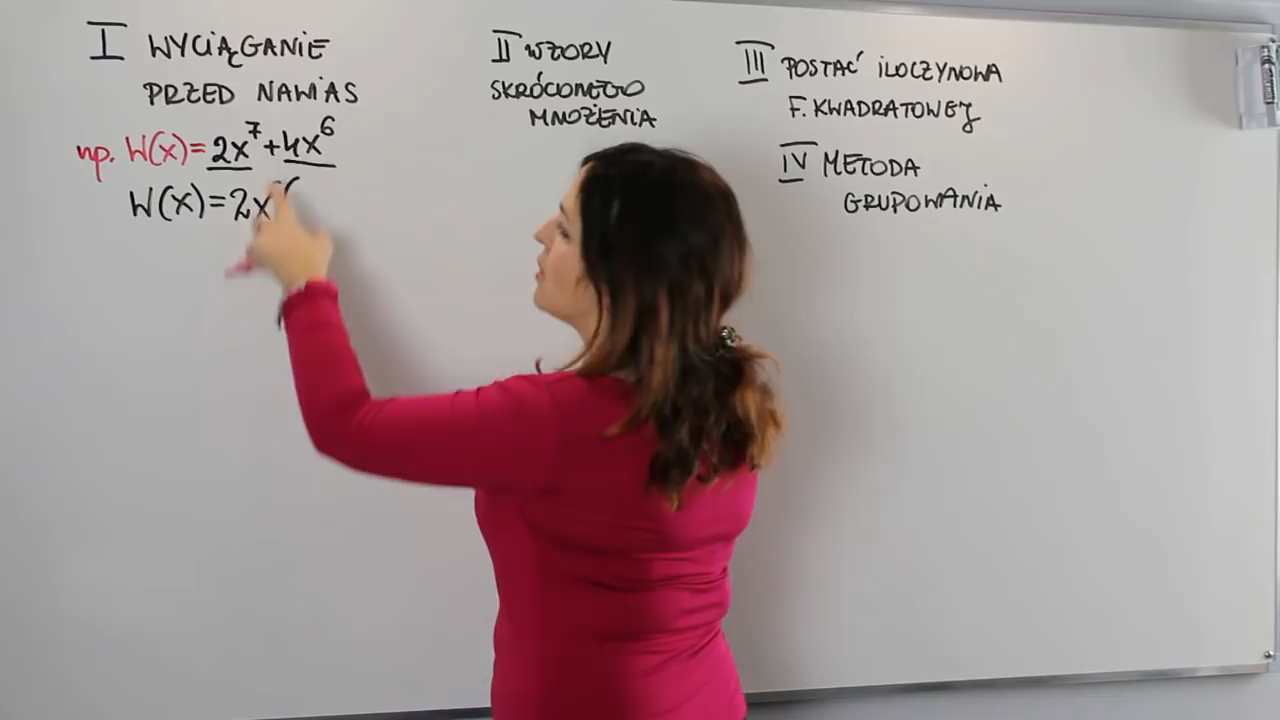 I WYCIĄGANIE
PRZED NAWIAS
np. W(x)=2x⁷+4x⁶
W(x)=2x
II WZORY
SKRÓCONEGO
MNOŻENIA
III POSTAĆ ILOCZYNOWA
F. KWADRATOWEJ
IV METODA
GRUPOWANIA